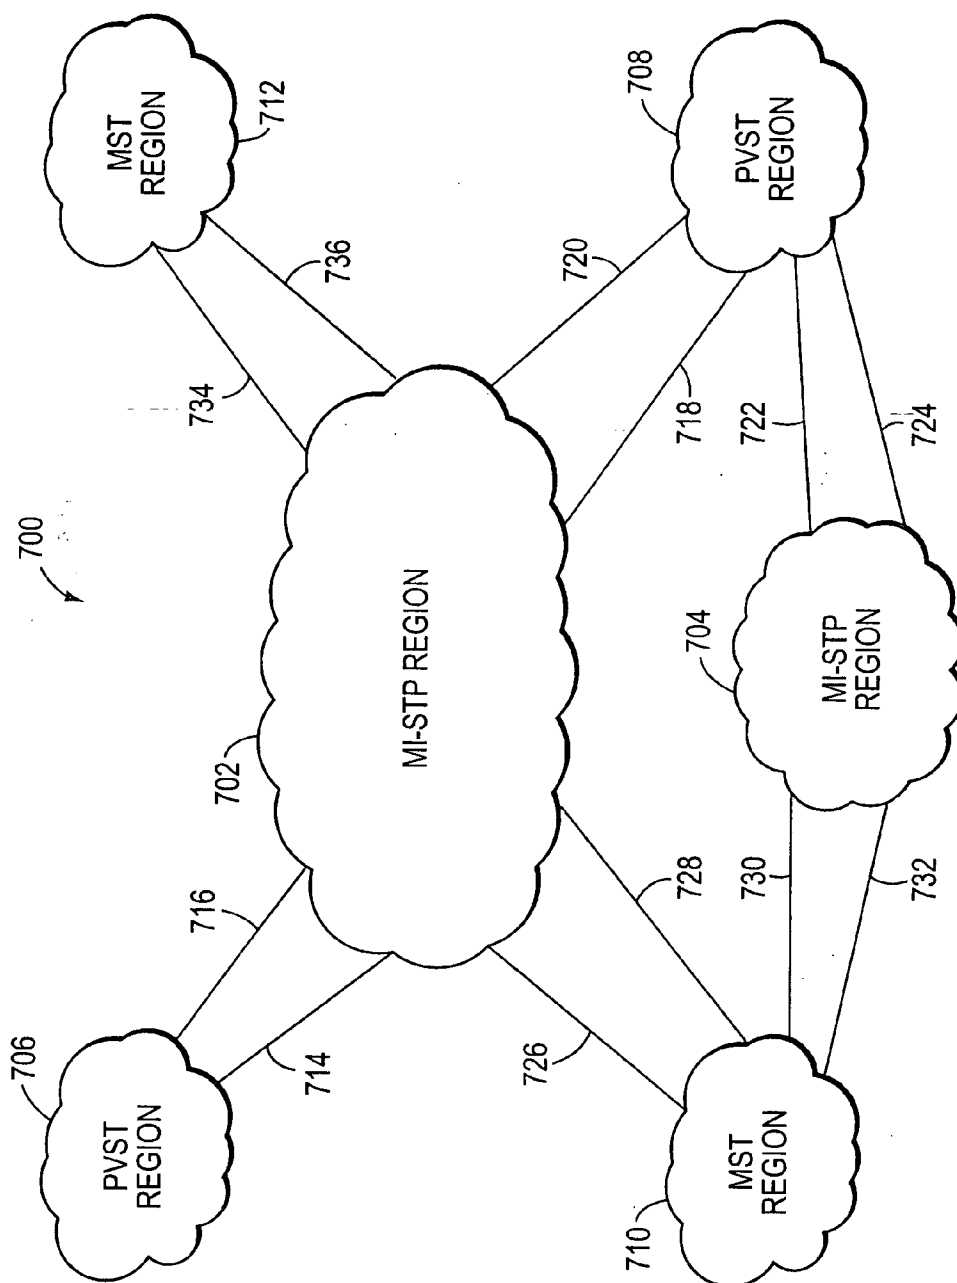 700
706
PVST
REGION
714
716
702
MI-STP REGION
734
736
MST
REGION
712
726
728
718
720
710
MST
REGION
730
732
704
MI-STP
REGION
722
724
PVST
REGION
708